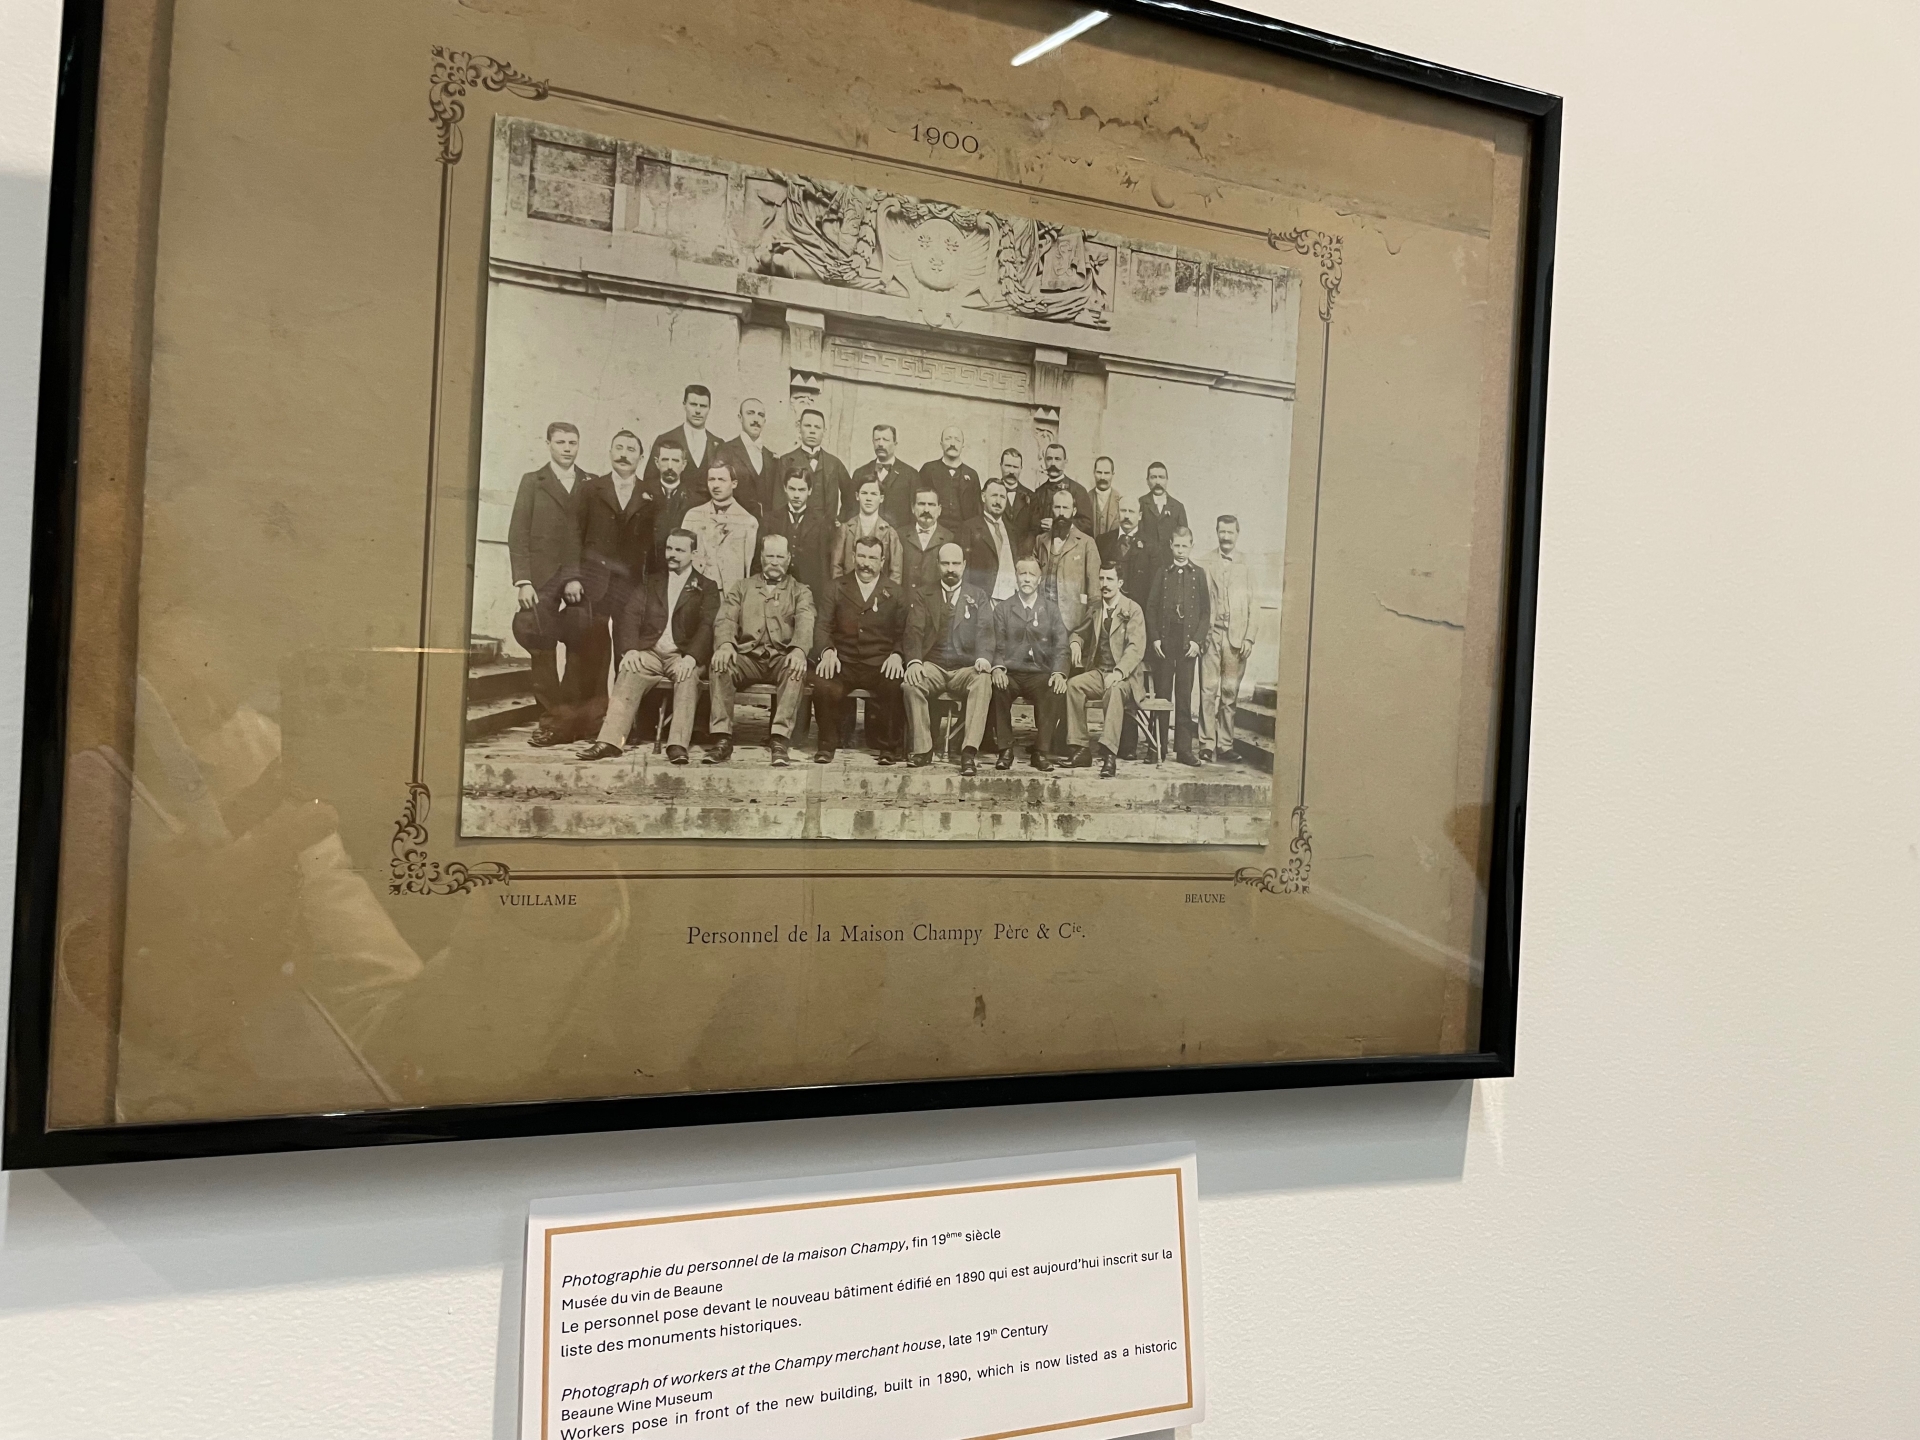 1900
VUILLAME
BEAUNE
Personnel de la Maison Champy Père & Cie.
Photographie du personnel de la maison Champy, fin 19ème siècle
Musée du vin de Beaune
Le personnel pose devant le nouveau bâtiment édifié en 1890 qui est aujourd'hui inscrit sur la
liste des monuments historiques.
Photograph of workers at the Champy merchant house, late 19th Century
Beaune Wine Museum
Workers pose in front of the new building, built in 1890, which is now listed as a historic